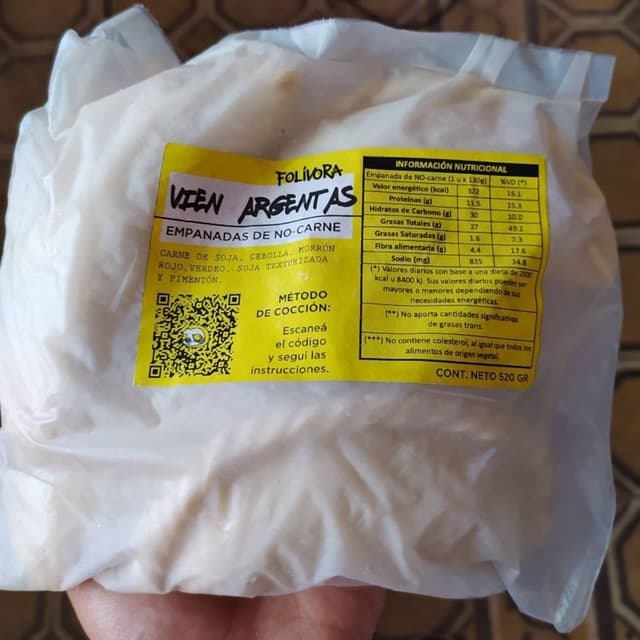 FOLÍVORA
VIEN ARGENTAS
EMPANADAS DE NO-CARNE
CARNE DE SOJA, CEBOLLA, MORRÓN
ROJO,VERDEO, SOJA TEXTURIZADA
Y PIMENTÓN.
MÉTODO
DE COCCIÓN:
Escaneá
el código
y seguí las
instrucciones.
INFORMACIÓN NUTRICIONAL
Empanada de NO-carne (1 u x 130g) %VD (*)
Valor energético (kcal) 322 16.1
Proteínas (g) 11.5 15.3
Hidratos de Carbono (g) 30 10.0
Grasas Totales (g) 27 49.1
Grasas Saturadas (g) 1.6 7.3
Fibra alimentaria (g) 4.4 17.6
Sodio (mg) 835 34.8
(*) Valores diarios con base a una dieta de 2000
kcal u 8400 kj. Sus valores diarios pueden ser
mayores o menores dependiendo de sus
necesidades energéticas.
(**) No aporta cantidades significativas
de grasas trans.
(***) No contiene colesterol, al igual que todos los
alimentos de origen vegetal.
CONT. NETO 520 GR